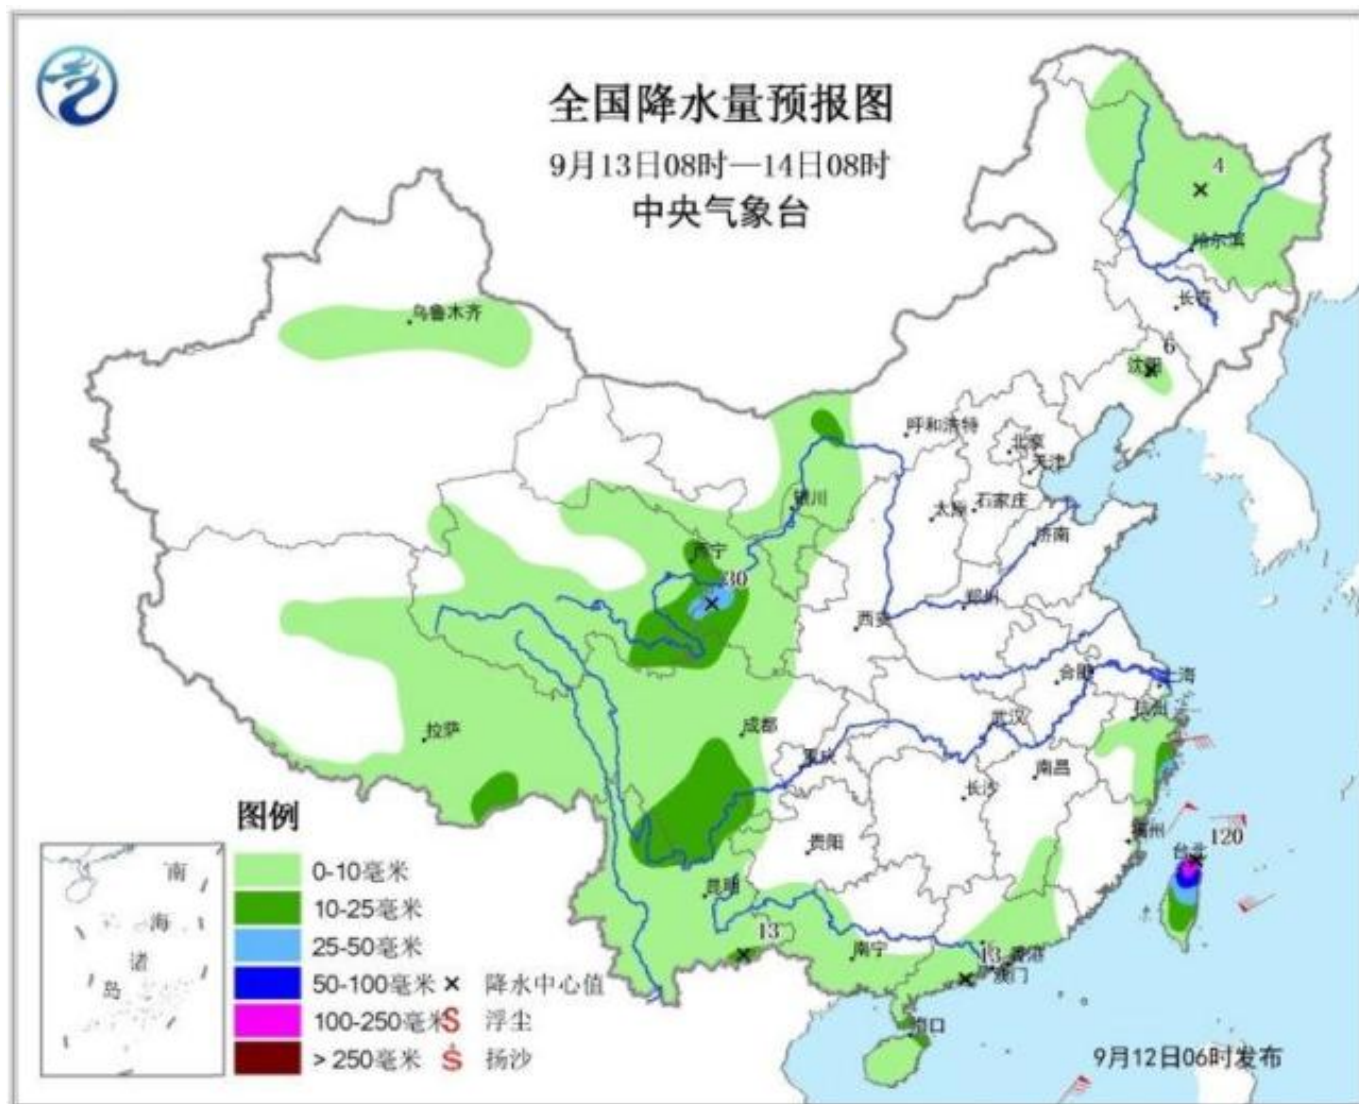 全国降水量预报图
9月13日08时—14日08时
中央气象台
4
哈尔滨
长春
乌鲁木齐
6
沈阳
呼和浩特
北京
天津
银川
太原
石家庄
济南
西宁
30
郑州
西安
合肥
上海
杭州
拉萨
成都
武汉
重庆
南昌
长沙
贵阳
福州
120
台北
昆明
13
南宁
13
香港
澳门
海口
图例
0-10毫米
10-25毫米
25-50毫米
50-100毫米
降水中心值
100-250毫米
浮尘
> 250毫米
扬沙
南
海
诸
岛
9月12日06时发布